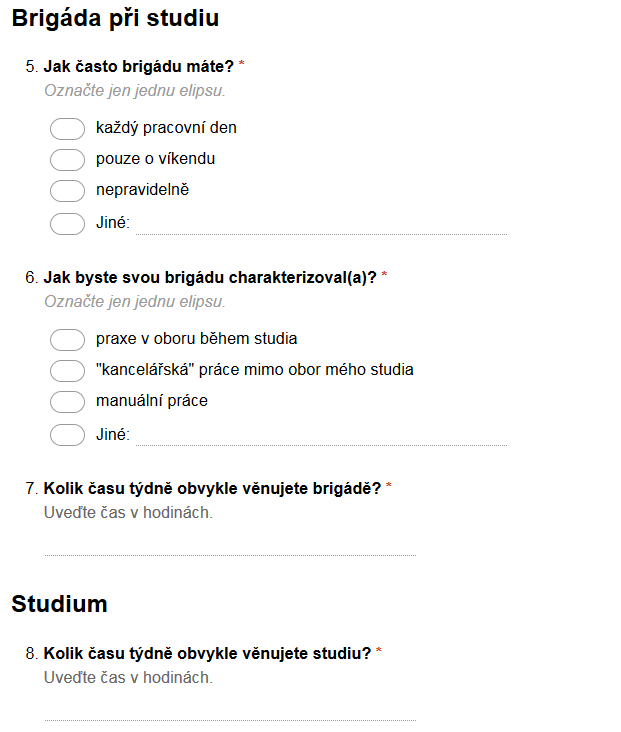 Brigáda při studiu
5. Jak často brigádu máte? *
Označte jen jednu elipsu.
každý pracovní den
pouze o víkendu
nepravidelně
Jiné:
6. Jak byste svou brigádu charakterizoval(a)? *
Označte jen jednu elipsu.
praxe v oboru během studia
"kancelářská" práce mimo obor mého studia
manuální práce
Jiné:
7. Kolik času týdně obvykle věnujete brigádě? *
Uveďte čas v hodinách.
Studium
8. Kolik času týdně obvykle věnujete studiu? *
Uveďte čas v hodinách.